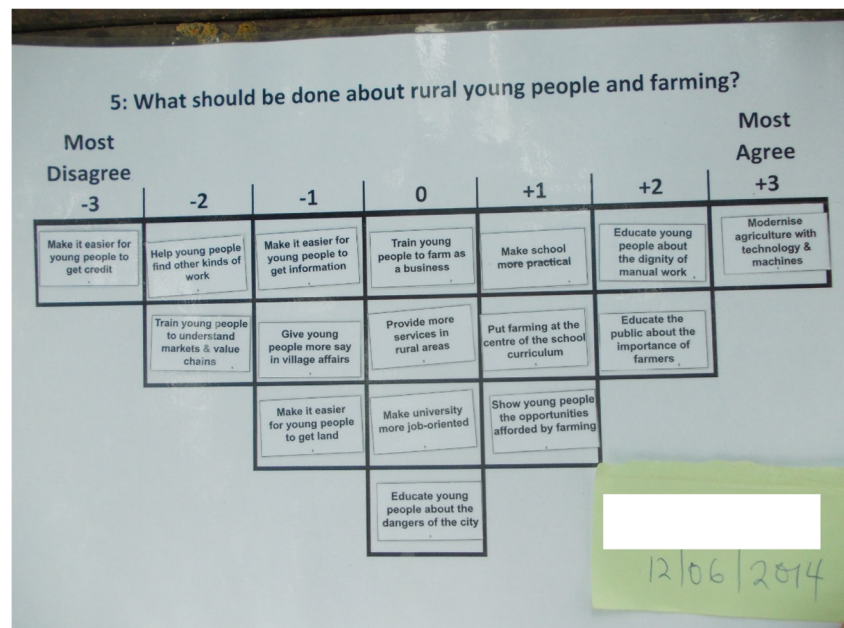 5: What should be done about rural young people and farming?
Most
Disagree
-3
-2
-1
0
+1
+2
Most
Agree
+3
Make it easier for
young people to
get credit
Help young people
find other kinds of
work
Make it easier for
young people to
get information
Train young
people to farm as
a business
Make school
more practical
Educate young
people about
the dignity of
manual work
Modernise
agriculture with
technology &
machines
Train young people
to understand
markets & value
chains
Give young
people more say
in village affairs
Provide more
services in
rural areas
Put farming at the
centre of the school
curriculum
Educate the
public about the
importance of
farmers
Make it easier
for young people
to get land
Make university
more job-oriented
Show young people
the opportunities
afforded by farming
Educate young
people about the
dangers of the city
12/06/2014